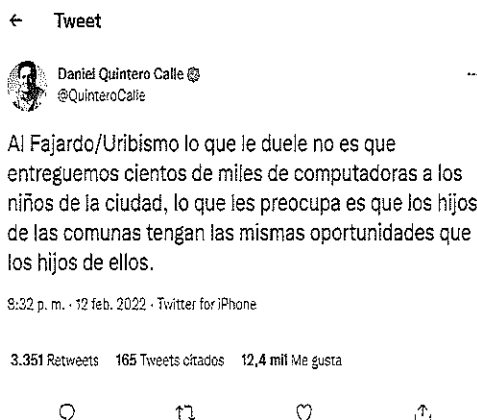 Tweet
Daniel Quintero Calle
@QuinteroCalle
Al Fajardo/Uribismo lo que le duele no es que
entreguemos cientos de miles de computadoras a los
niños de la ciudad, lo que les preocupa es que los hijos
de las comunas tengan las mismas oportunidades que
los hijos de ellos.
8:32 p. m. · 12 feb. 2022 · Twitter for iPhone
3.351 Retweets 165 Tweets citados 12,4 mil Me gusta